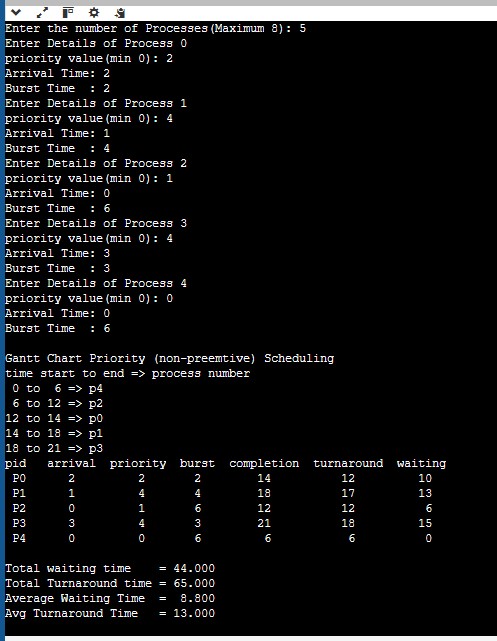 Enter the number of Processes(Maximum 8): 5
Enter Details of Process 0
priority value(min 0): 2
Arrival Time: 2
Burst Time  : 2
Enter Details of Process 1
priority value(min 0): 4
Arrival Time: 1
Burst Time  : 4
Enter Details of Process 2
priority value(min 0): 1
Arrival Time: 0
Burst Time  : 6
Enter Details of Process 3
priority value(min 0): 4
Arrival Time: 3
Burst Time  : 3
Enter Details of Process 4
priority value(min 0): 0
Arrival Time: 0
Burst Time  : 6
Gantt Chart Priority (non-preemtive) Scheduling
time start to end => process number
 0 to  6 => p4
 6 to 12 => p2
12 to 14 => p0
14 to 18 => p1
18 to 21 => p3
pid   arrival  priority  burst  completion  turnaround  waiting
 P0      2        2        2        14          12         10
 P1      1        4        4        18          17         13
 P2      0        1        6        12          12          6
 P3      3        4        3        21          18         15
 P4      0        0        6         6           6          0
Total waiting time    = 44.000
Total Turnaround time = 65.000
Average Waiting Time  =  8.800
Avg Turnaround Time   = 13.000